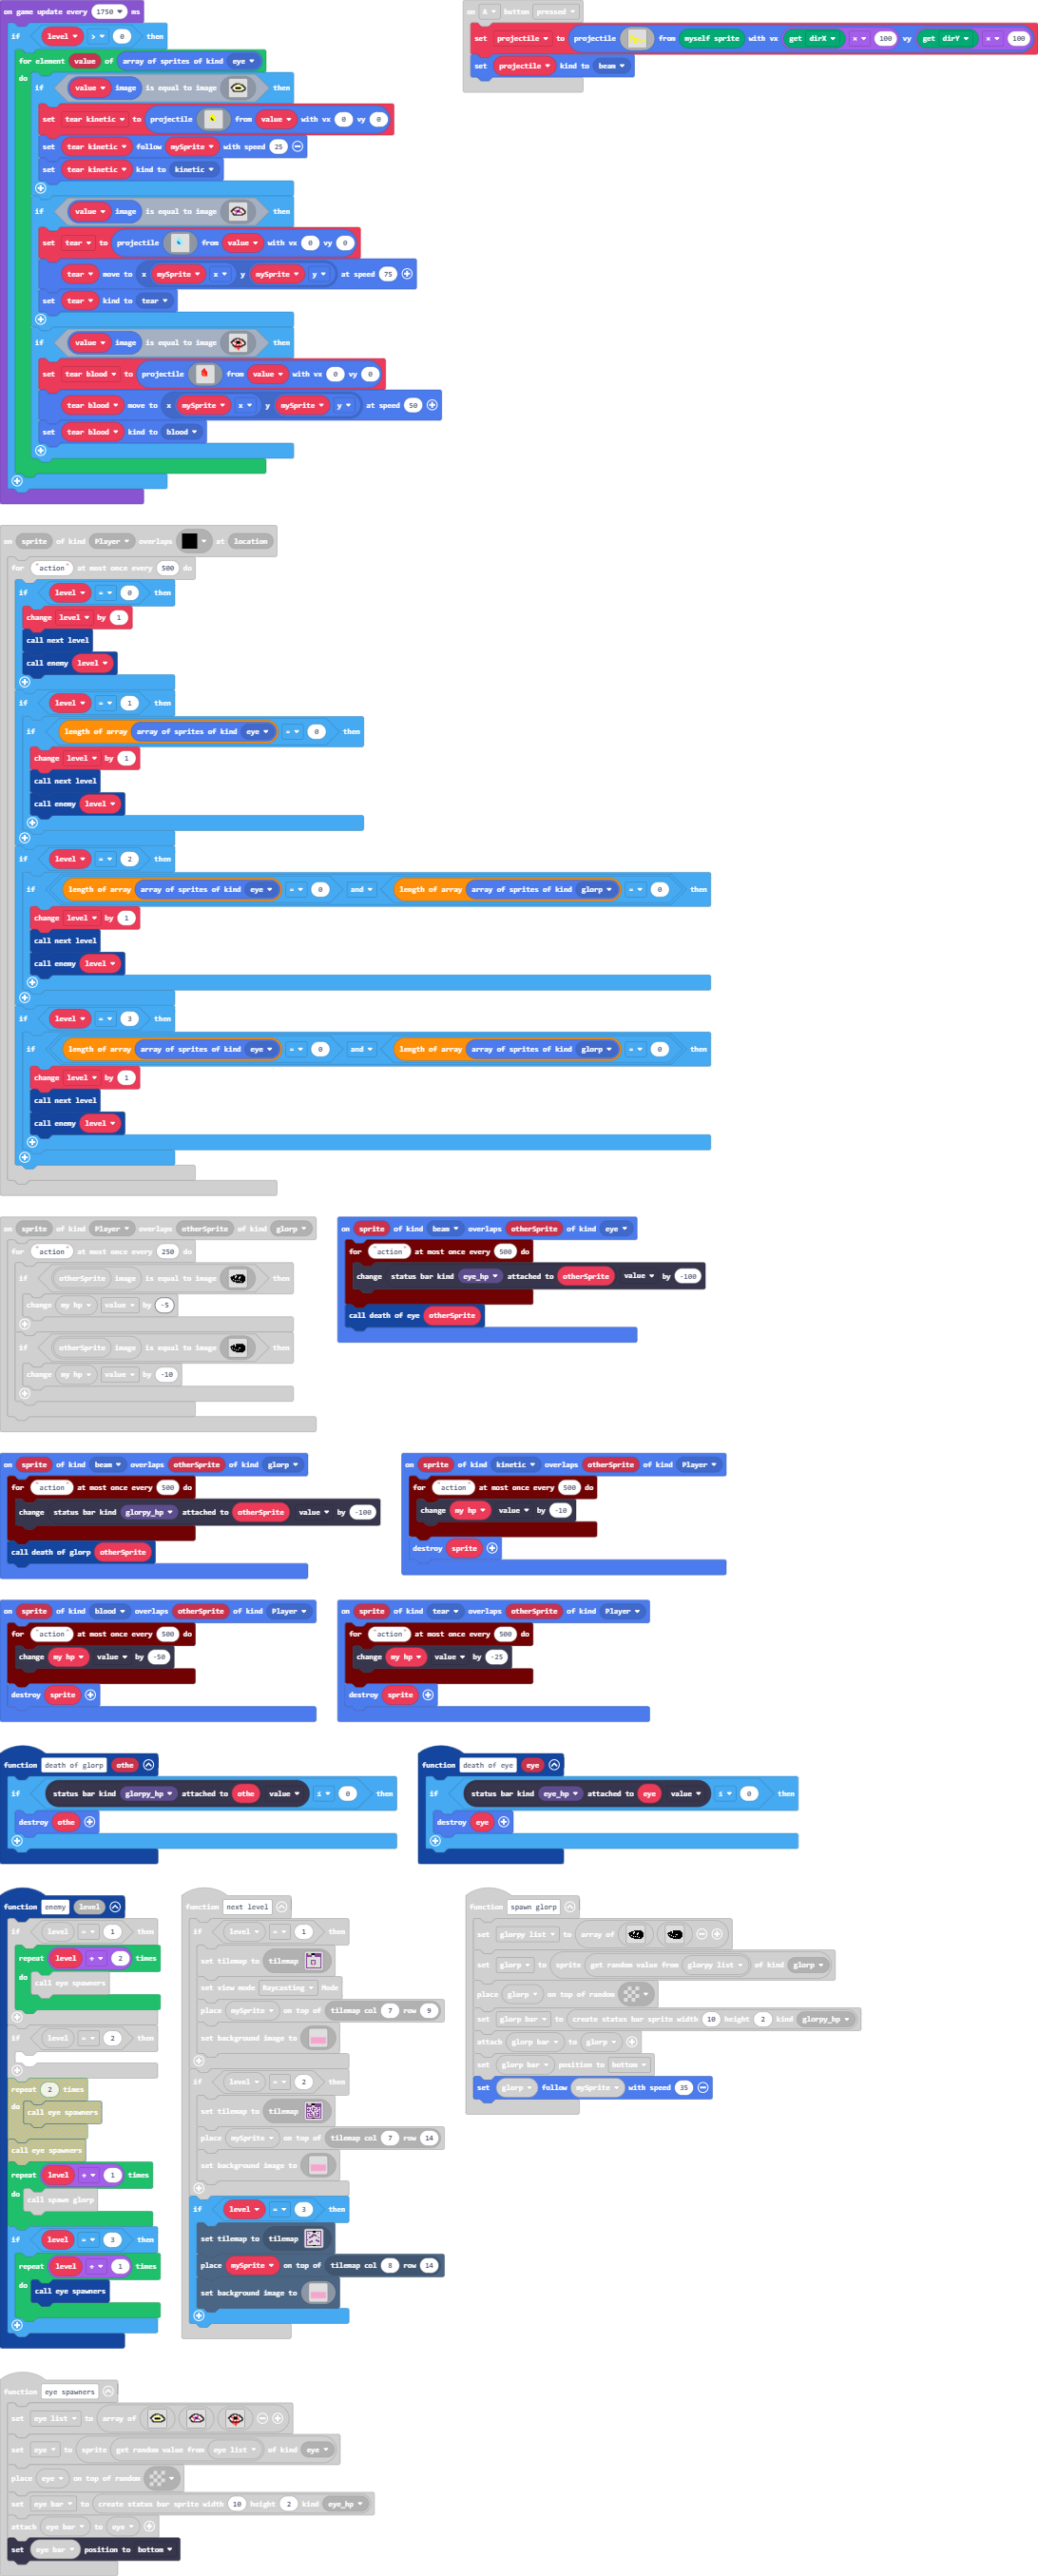 on game update every 1750 ms
if level > 0 then
for element value of array of sprites of kind eye
do
if value image is equal to image then
set tear kinetic to projectile from value with vx 0 vy 0
set tear kinetic follow mySprite with speed 25
set tear kinetic kind to kinetic
if value image is equal to image then
set tear to projectile from value with vx 0 vy 0
tear move to x mySprite x y mySprite y at speed 75
set tear kind to tear
if value image is equal to image then
set tear blood to projectile from value with vx 0 vy 0
tear blood move to x mySprite x y mySprite y at speed 50
set tear blood kind to blood
on A button pressed
set projectile to projectile from myself sprite with vx get dirX × 100 vy get dirY × 100
set projectile kind to beam
on sprite of kind Player overlaps at location
for "action" at most once every 500 do
if level = 0 then
change level by 1
call next level
call enemy level
if level = 1 then
if length of array array of sprites of kind eye = 0 then
change level by 1
call next level
call enemy level
if level = 2 then
if length of array array of sprites of kind eye = 0 and length of array array of sprites of kind glorp = 0 then
change level by 1
call next level
call enemy level
if level = 3 then
if length of array array of sprites of kind eye = 0 and length of array array of sprites of kind glorp = 0 then
change level by 1
call next level
call enemy level
on sprite of kind Player overlaps otherSprite of kind glorp
for "action" at most once every 250 do
if otherSprite image is equal to image then
change my hp value by -5
if otherSprite image is equal to image then
change my hp value by -10
on sprite of kind beam overlaps otherSprite of kind eye
for "action" at most once every 500 do
change status bar kind eye_hp attached to otherSprite value by -100
call death of eye otherSprite
on sprite of kind beam overlaps otherSprite of kind glorp
for "action" at most once every 500 do
change status bar kind glorpy_hp attached to otherSprite value by -100
call death of glorp otherSprite
on sprite of kind kinetic overlaps otherSprite of kind Player
for "action" at most once every 500 do
change my hp value by -10
destroy sprite
on sprite of kind blood overlaps otherSprite of kind Player
for "action" at most once every 500 do
change my hp value by -50
destroy sprite
on sprite of kind tear overlaps otherSprite of kind Player
for "action" at most once every 500 do
change my hp value by -25
destroy sprite
function death of glorp othe
if status bar kind glorpy_hp attached to othe value ≤ 0 then
destroy othe
function death of eye eye
if status bar kind eye_hp attached to eye value ≤ 0 then
destroy eye
function enemy level
if level = 1 then
repeat level + 2 times
do call eye spawners
if level = 2 then
repeat 2 times
do call eye spawners
call eye spawners
repeat level + 1 times
do call spawn glorp
if level = 3 then
repeat level + 1 times
do call eye spawners
function next level
if level = 1 then
set tilemap to tilemap
set view mode Raycasting Mode
place mySprite on top of tilemap col 7 row 9
set background image to
if level = 2 then
set tilemap to tilemap
place mySprite on top of tilemap col 7 row 14
set background image to
if level = 3 then
set tilemap to tilemap
place mySprite on top of tilemap col 8 row 14
set background image to
function spawn glorp
set glorpy list to array of
set glorp to sprite get random value from glorpy list of kind glorp
place glorp on top of random
set glorp bar to create status bar sprite width 10 height 2 kind glorpy_hp
attach glorp bar to glorp
set glorp bar position to bottom
set glorp follow mySprite with speed 35
function eye spawners
set eye list to array of
set eye to sprite get random value from eye list of kind eye
place eye on top of random
set eye bar to create status bar sprite width 10 height 2 kind eye_hp
attach eye bar to eye
set eye bar position to bottom